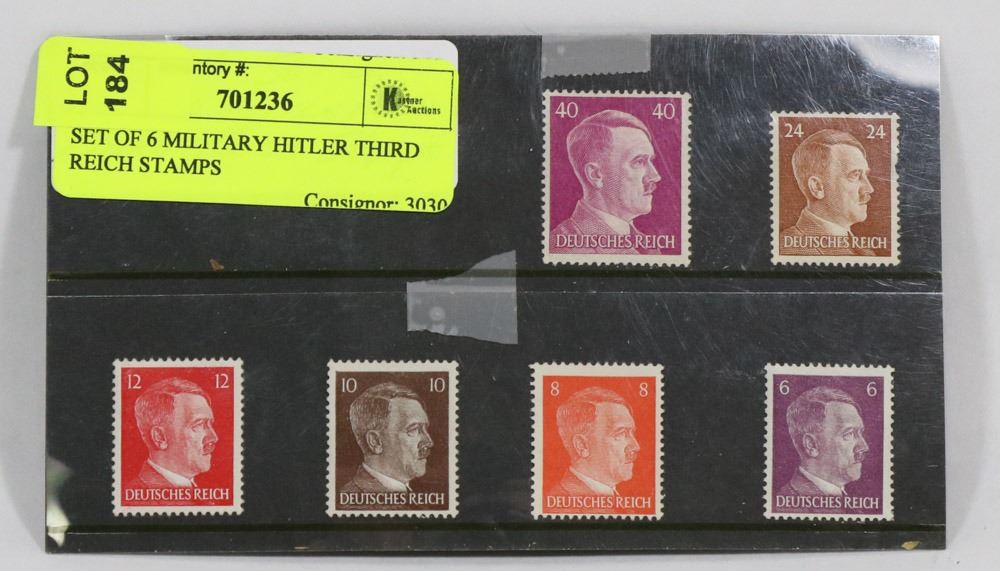 LOT
184
ntory #:
701236
Kastner
Auctions
SET OF 6 MILITARY HITLER THIRD
REICH STAMPS
Consignor: 3030
40 40
DEUTSCHES REICH
24 24
DEUTSCHES REICH
12 12
DEUTSCHES REICH
10 10
DEUTSCHES REICH
8 8
DEUTSCHES REICH
6 6
DEUTSCHES REICH